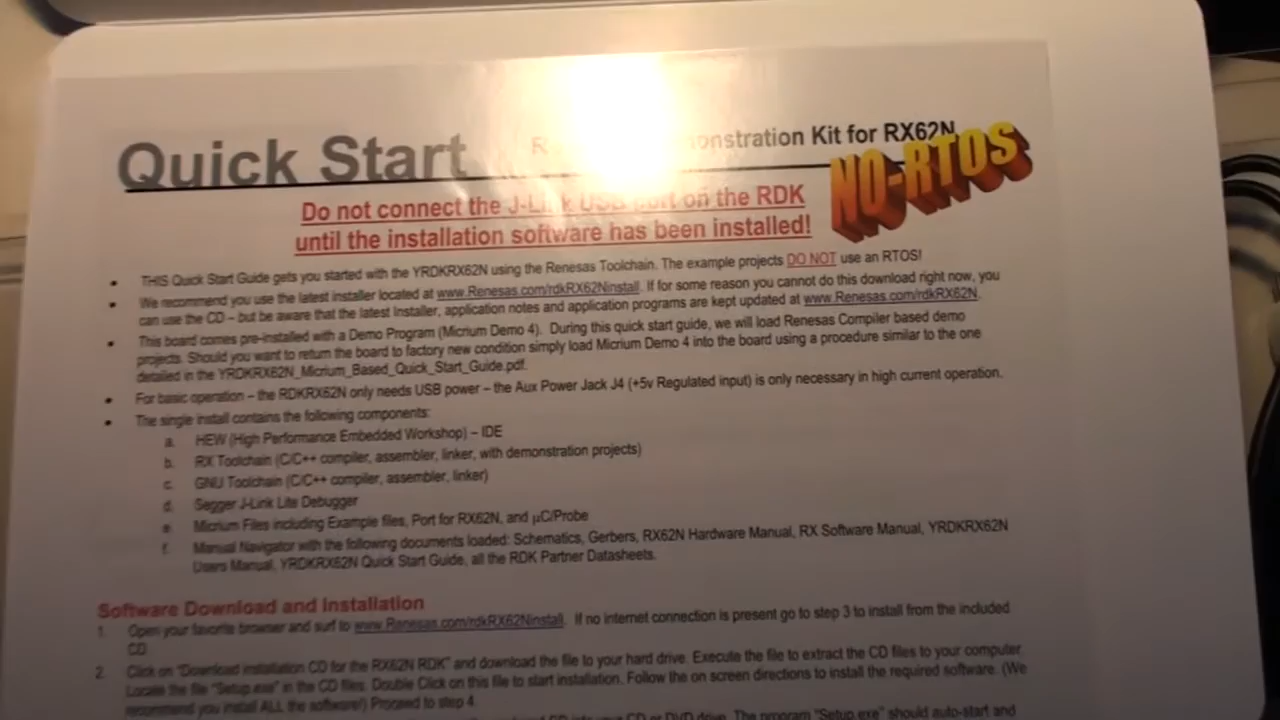 Quick Start
R nstration Kit for RX62N
NO-RTOS
Do not connect the J-Link USB port on the RDK
until the installation software has been installed!
• THIS Quick Start Guide gets you started with the YRDKRX62N using the Renesas Toolchain. The example projects DO NOT use an RTOS!
• We recommend you use the latest installer located at www.Renesas.com/rdkRX62Ninstall. If for some reason you cannot do this download right now, you
can use the CD – but be aware that the latest Installer, application notes and application programs are kept updated at www.Renesas.com/rdkRX62N.
• This board comes pre-installed with a Demo Program (Micrium Demo 4). During this quick start guide, we will load Renesas Compiler based demo
projects. Should you want to return the board to factory new condition simply load Micrium Demo 4 into the board using a procedure similar to the one
detailed in the YRDKRX62N_Micrium_Based_Quick_Start_Guide.pdf.
• For basic operation – the RDKRX62N only needs USB power – the Aux Power Jack J4 (+5v Regulated input) is only necessary in high current operation.
• The single install contains the following components:
a. HEW (High Performance Embedded Workshop) – IDE
b. RX Toolchain (C/C++ compiler, assembler, linker, with demonstration projects)
c. GNU Toolchain (C/C++ compiler, assembler, linker)
d. Segger J-Link Lite Debugger
e. Micrium Files including Example files, Port for RX62N, and µC/Probe
f. Manual Navigator with the following documents loaded: Schematics, Gerbers, RX62N Hardware Manual, RX Software Manual, YRDKRX62N
Users Manual, YRDKRX62N Quick Start Guide, all the RDK Partner Datasheets.
Software Download and Installation
1. Open your favorite browser and surf to www.Renesas.com/rdkRX62Ninstall. If no internet connection is present go to step 3 to install from the included
CD.
2. Click on "Download installation CD for the RX62N RDK" and download the file to your hard drive. Execute the file to extract the CD files to your computer.
Locate the file "Setup.exe" in the CD files. Double Click on this file to start installation. Follow the on screen directions to install the required software. (We
recommend you install ALL the software!) Proceed to step 4.
CD into your CD or DVD drive. The program "Setup.exe" should auto-start and